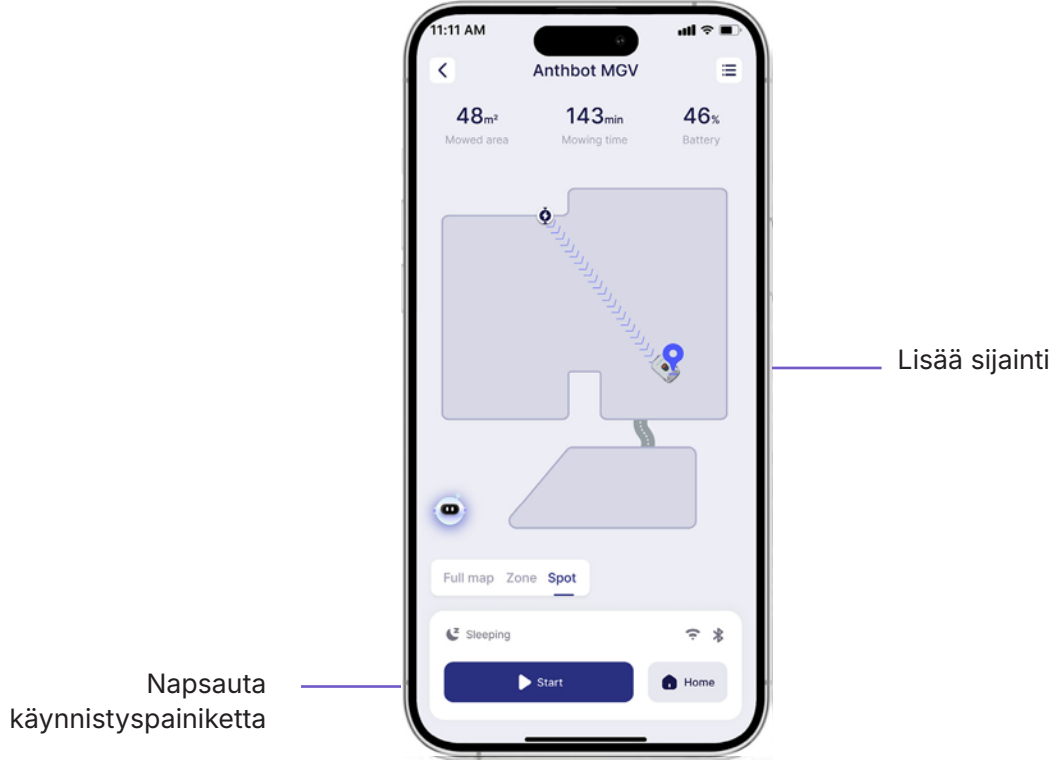 11:11 AM
Anthbot MGV
48m² 143min 46%
Mowed area Mowing time Battery
Lisää sijainti
Full map Zone Spot
Sleeping
Start Home
Napsauta
käynnistyspainiketta